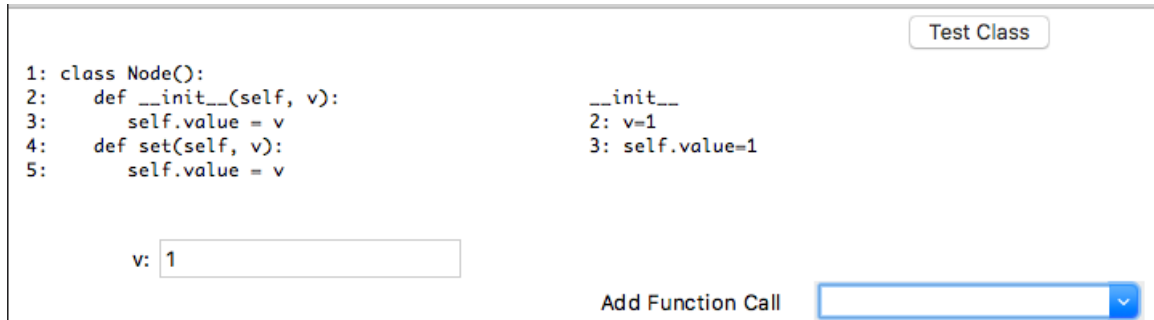 Test Class
1: class Node():
2:    def __init__(self, v):
3:       self.value = v
4:    def set(self, v):
5:       self.value = v
__init__
2: v=1
3: self.value=1
v: 1
Add Function Call